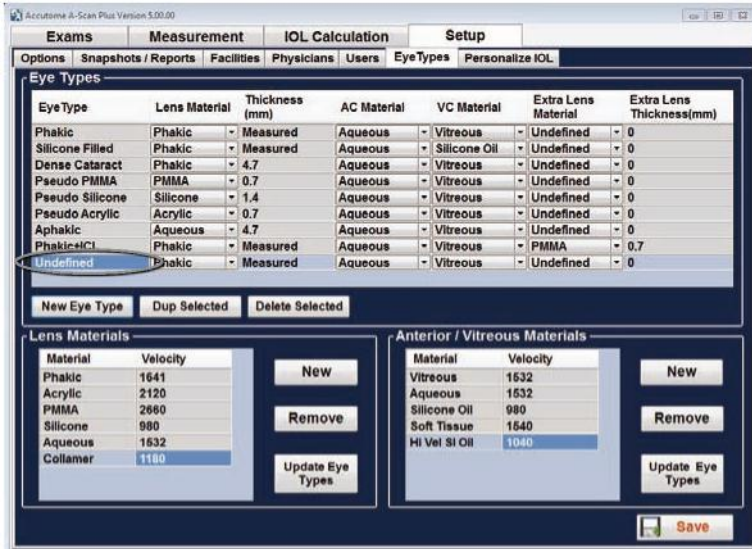 Accutome A-Scan Plus Version 5.00.00
Exams Measurement IOL Calculation Setup
Options Snapshots / Reports Facilities Physicians Users EyeTypes Personalize IOL
Eye Types
EyeType Lens Material Thickness (mm) AC Material VC Material Extra Lens Material Extra Lens Thickness(mm)
Phakic Phakic Measured Aqueous Vitreous Undefined 0
Silicone Filled Phakic Measured Aqueous Silicone Oil Undefined 0
Dense Cataract Phakic 4.7 Aqueous Vitreous Undefined 0
Pseudo PMMA PMMA 0.7 Aqueous Vitreous Undefined 0
Pseudo Silicone Silicone 1.4 Aqueous Vitreous Undefined 0
Pseudo Acrylic Acrylic 0.7 Aqueous Vitreous Undefined 0
Aphakic Aqueous 4.7 Aqueous Vitreous Undefined 0
Phakic+ICL Phakic Measured Aqueous Vitreous PMMA 0.7
Undefined Phakic Measured Aqueous Vitreous Undefined 0
New Eye Type Dup Selected Delete Selected
Lens Materials
Material Velocity
Phakic 1641
Acrylic 2120
PMMA 2660
Silicone 980
Aqueous 1532
Collamer 1180
New
Remove
Update Eye Types
Anterior / Vitreous Materials
Material Velocity
Vitreous 1532
Aqueous 1532
Silicone Oil 980
Soft Tissue 1540
Hi Vel Sl Oil 1040
New
Remove
Update Eye Types
Save